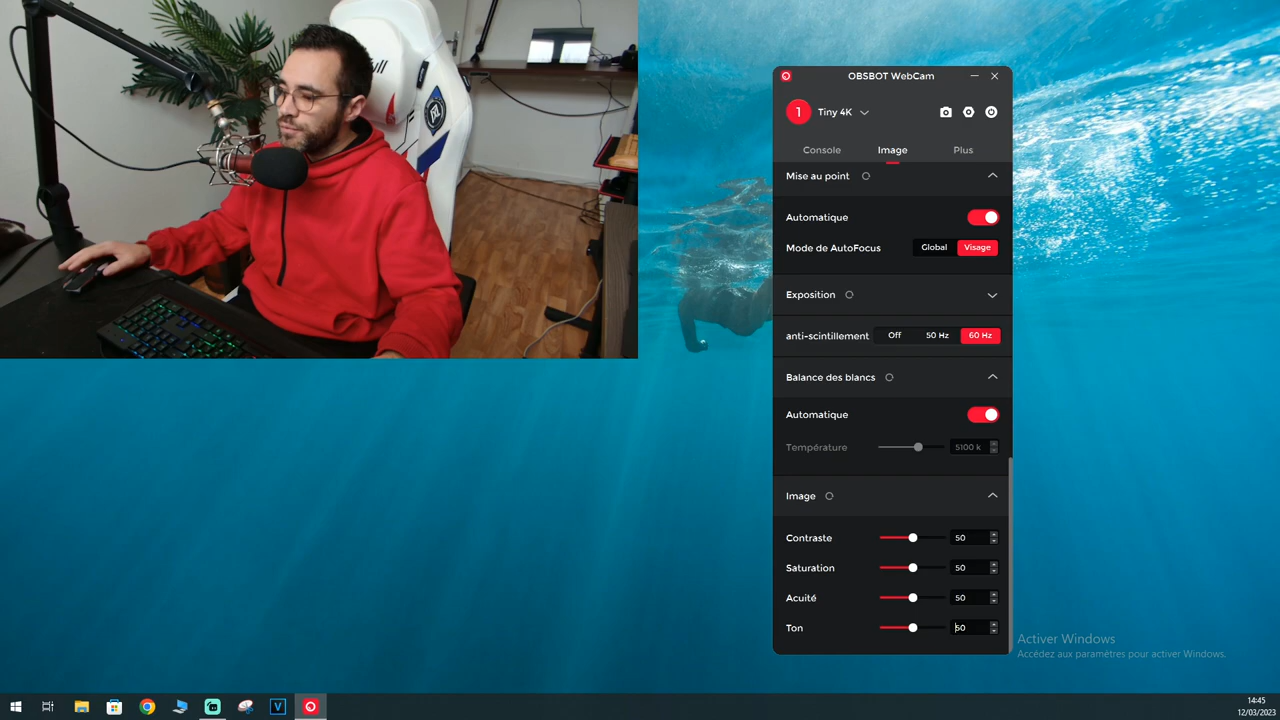 OBSBOT WebCam
1 Tiny 4K
Console Image Plus
Mise au point
Automatique
Mode de AutoFocus Global Visage
Exposition
anti-scintillement Off 50 Hz 60 Hz
Balance des blancs
Automatique
Température 5100 k
Image
Contraste 50
Saturation 50
Acuité 50
Ton 50
Activer Windows
Accédez aux paramètres pour activer Windows.
V
14:45
12/03/2023